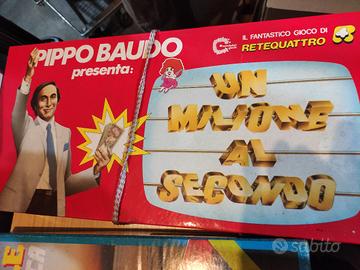 PIPPO BAUDO
presenta:
IL FANTASTICO GIOCO DI
RETEQUATTRO
UN
MILIONE
AL
SECONDO
subito